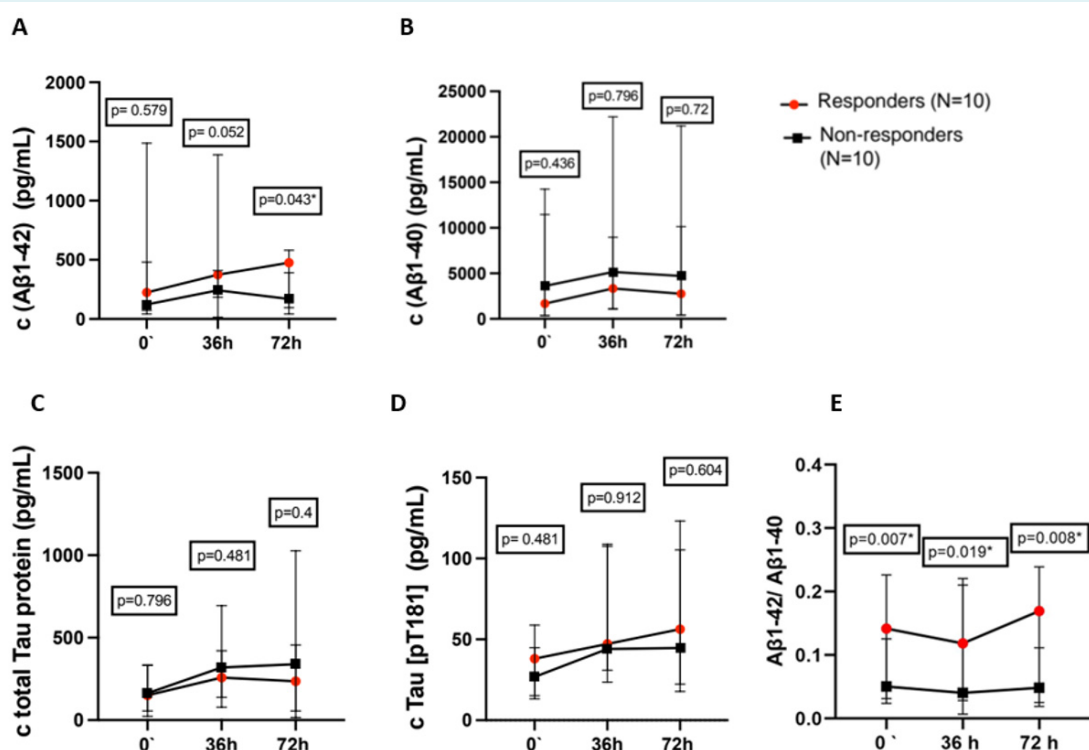 A
c (Aβ1-42) (pg/mL)
2000
1500
1000
500
0
p= 0.579
p= 0.052
p=0.043*
0`
36h
72h
B
c (Aβ1-40) (pg/mL)
25000
20000
15000
10000
5000
0
p=0.436
p=0.796
p=0.72
0`
36h
72h
Responders (N=10)
Non-responders
(N=10)
C
c total Tau protein (pg/mL)
1500
1000
500
0
p=0.796
p=0.481
p=0.4
0`
36h
72h
D
c Tau [pT181] (pg/mL)
150
100
50
0
p= 0.481
p=0.912
p=0.604
0`
36h
72h
E
Aβ1-42/ Aβ1-40
0.4
0.3
0.2
0.1
0.0
p=0.007*
p=0.019*
p=0.008*
0`
36h
72 h